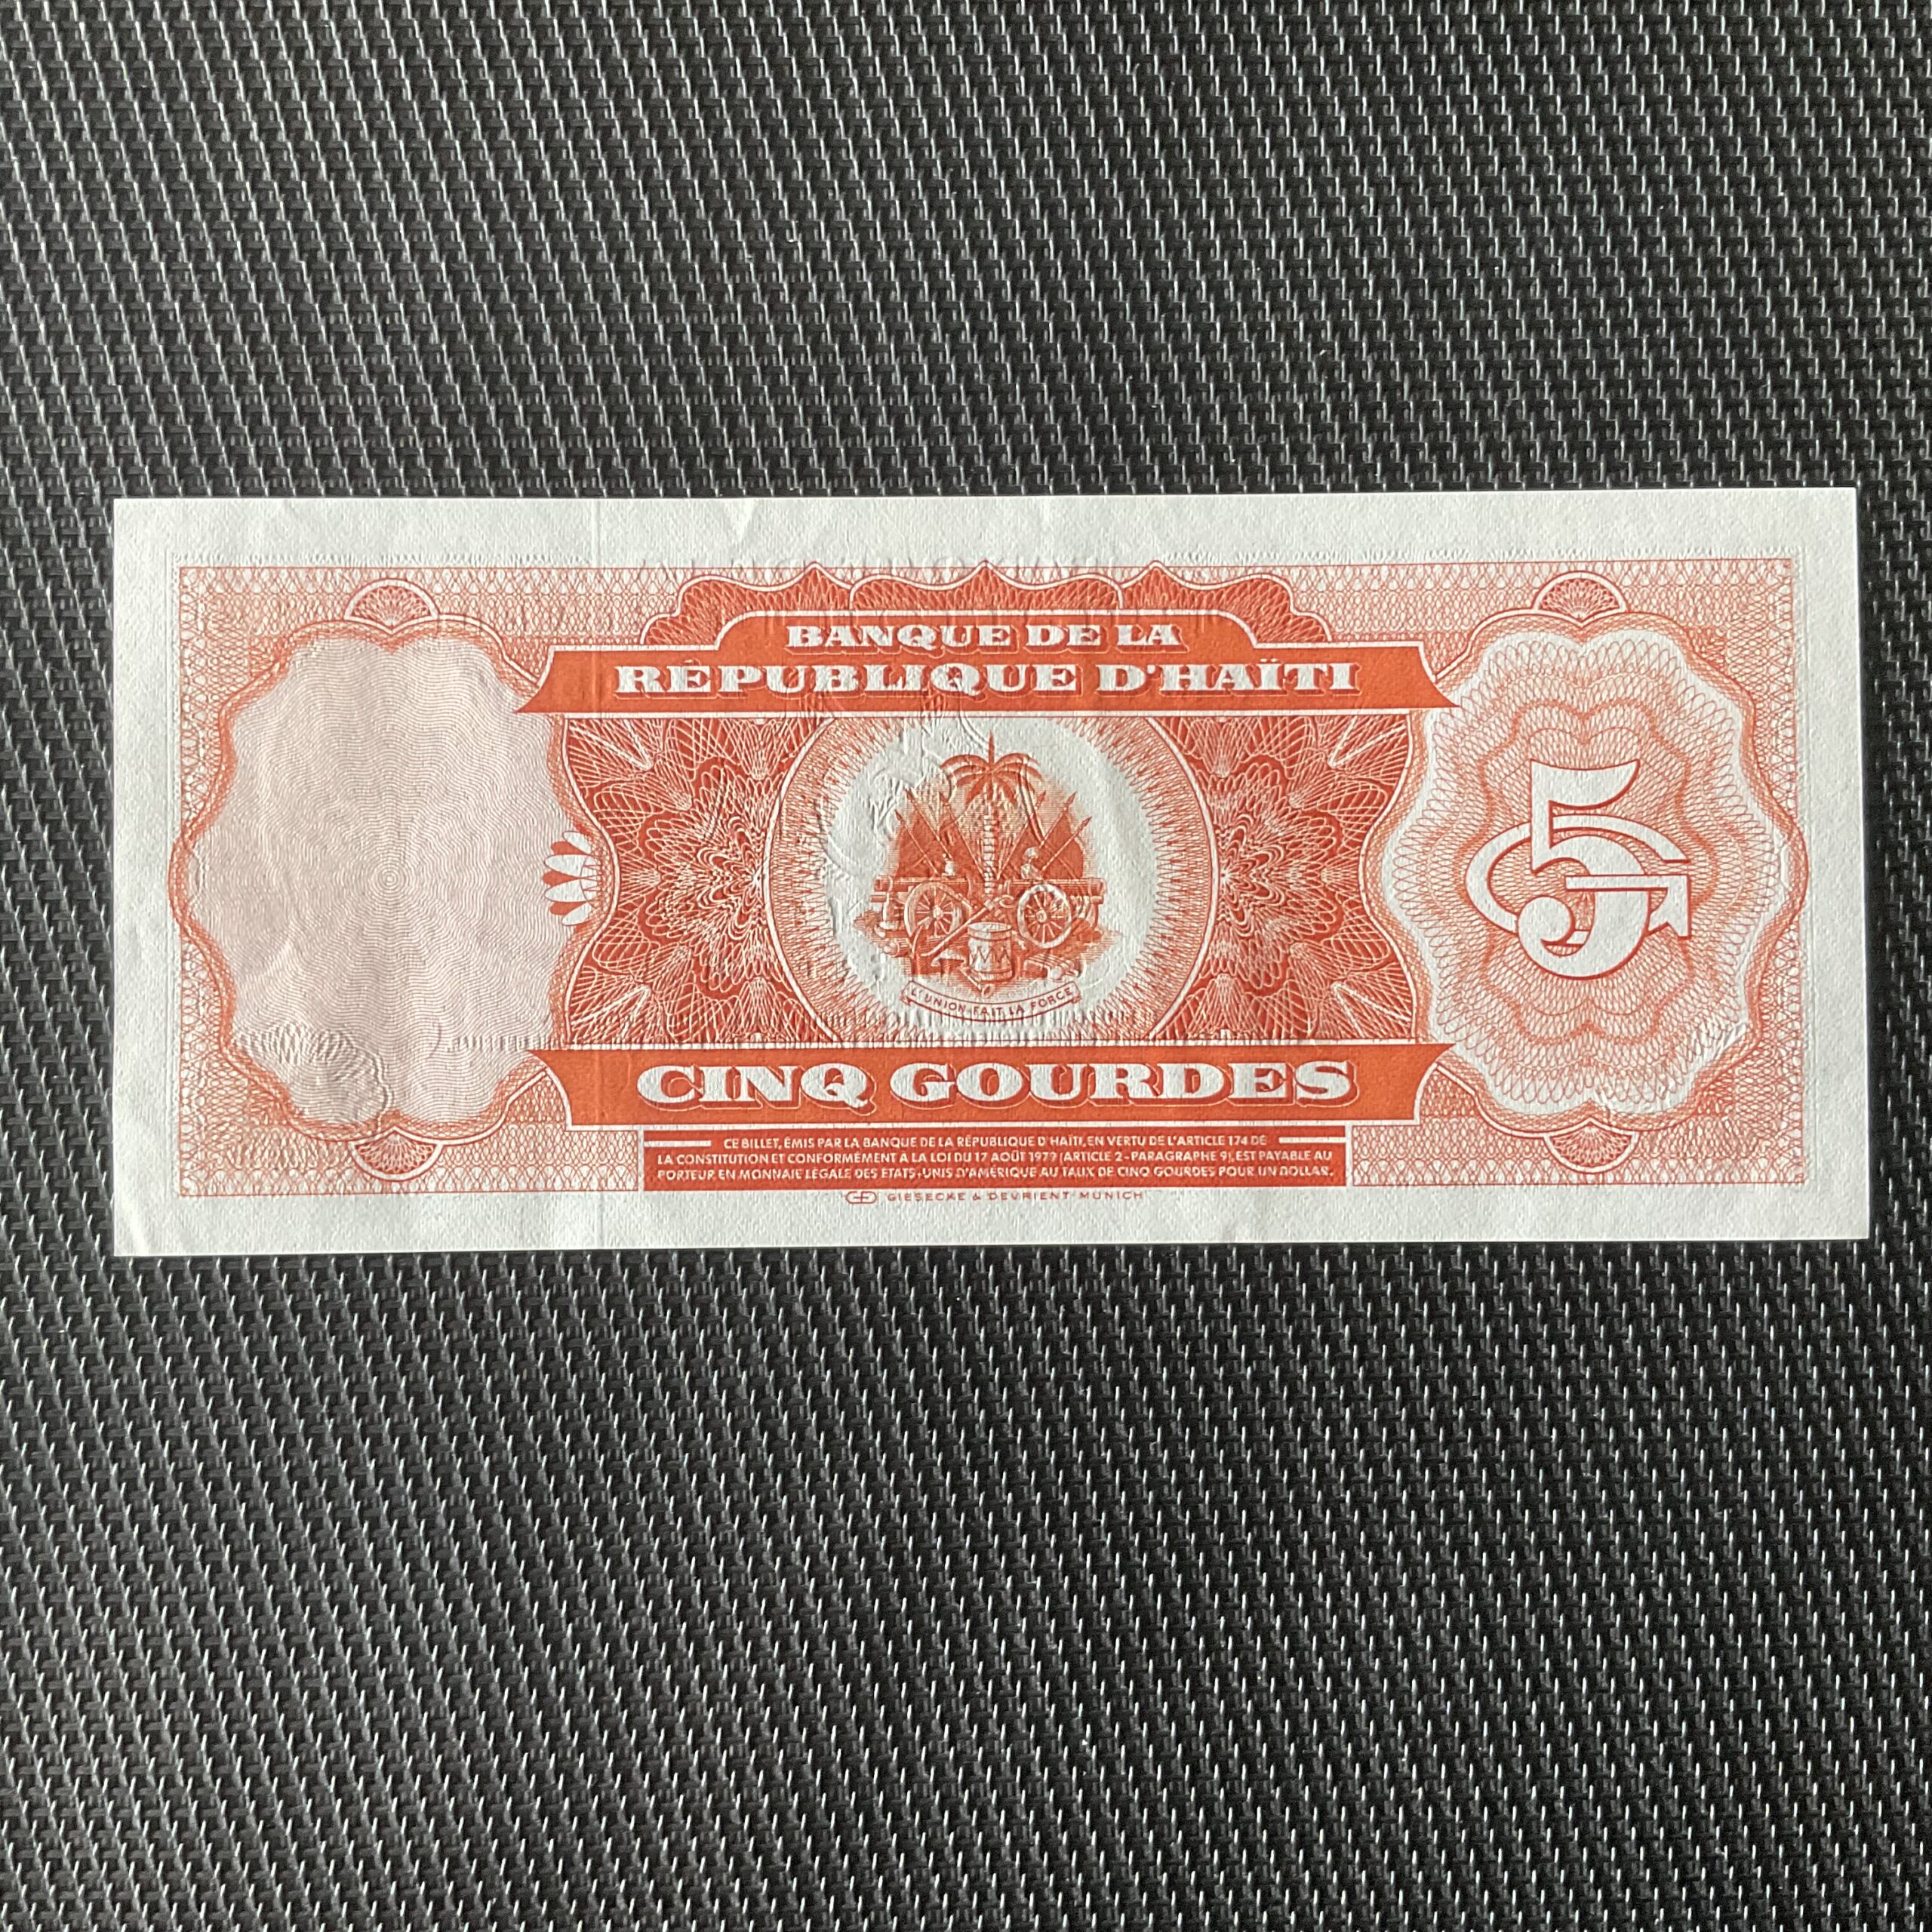 BANQUE DE LA
RÉPUBLIQUE D'HAÏTI
5
G
L'UNION FAIT LA FORCE
CINQ GOURDES
CE BILLET, ÉMIS PAR LA BANQUE DE LA RÉPUBLIQUE D'HAÏTI, EN VERTU DE L'ARTICLE 174 DE
LA CONSTITUTION ET CONFORMÉMENT A LA LOI DU 17 AOÛT 1979 (ARTICLE 2 - PARAGRAPHE 9), EST PAYABLE AU
PORTEUR EN MONNAIE LÉGALE DES ETATS-UNIS D'AMÉRIQUE AU TAUX DE CINQ GOURDES POUR UN DOLLAR.
GIESECKE & DEVRIENT MUNICH